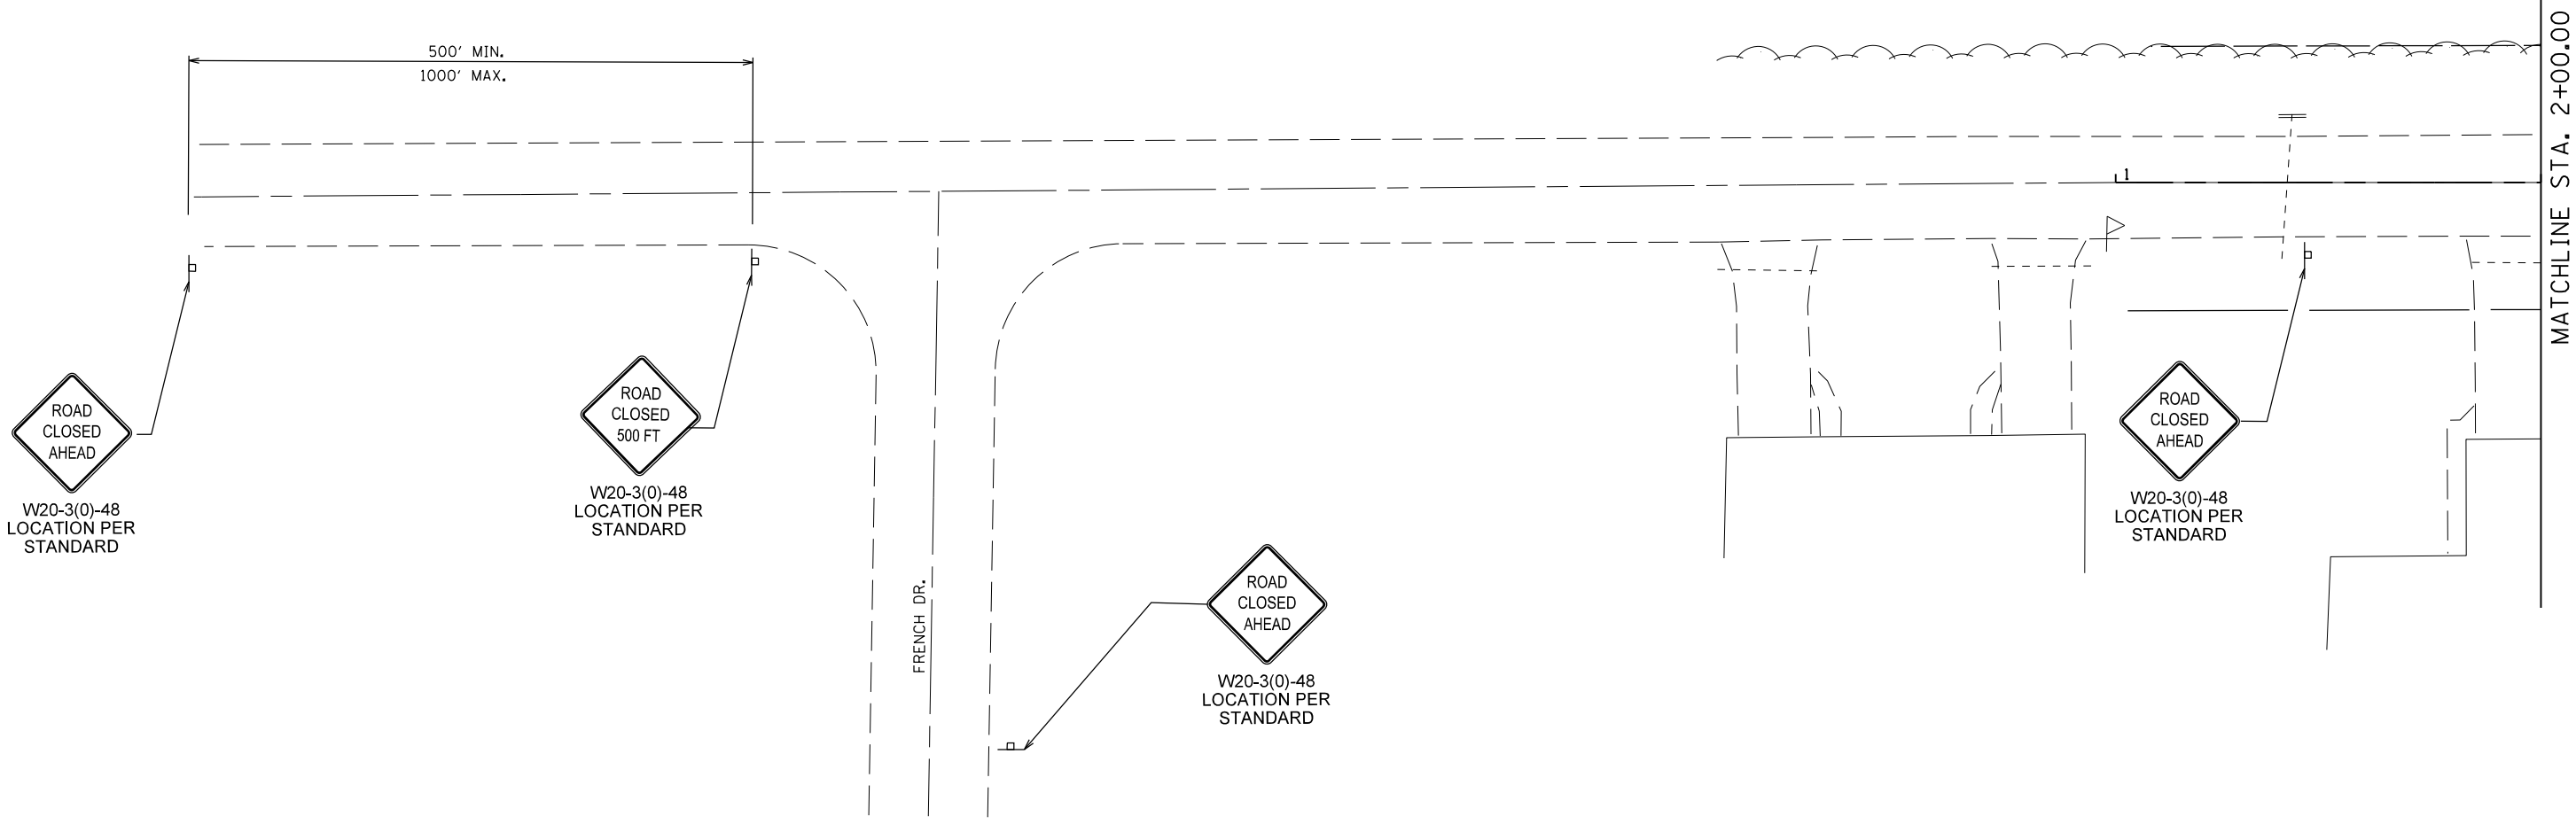 500' MIN.
1000' MAX.
MATCHLINE STA. 2+00.00
1
ROAD
CLOSED
AHEAD
W20-3(0)-48
LOCATION PER
STANDARD
ROAD
CLOSED
500 FT
W20-3(0)-48
LOCATION PER
STANDARD
FRENCH DR.
ROAD
CLOSED
AHEAD
W20-3(0)-48
LOCATION PER
STANDARD
ROAD
CLOSED
AHEAD
W20-3(0)-48
LOCATION PER
STANDARD